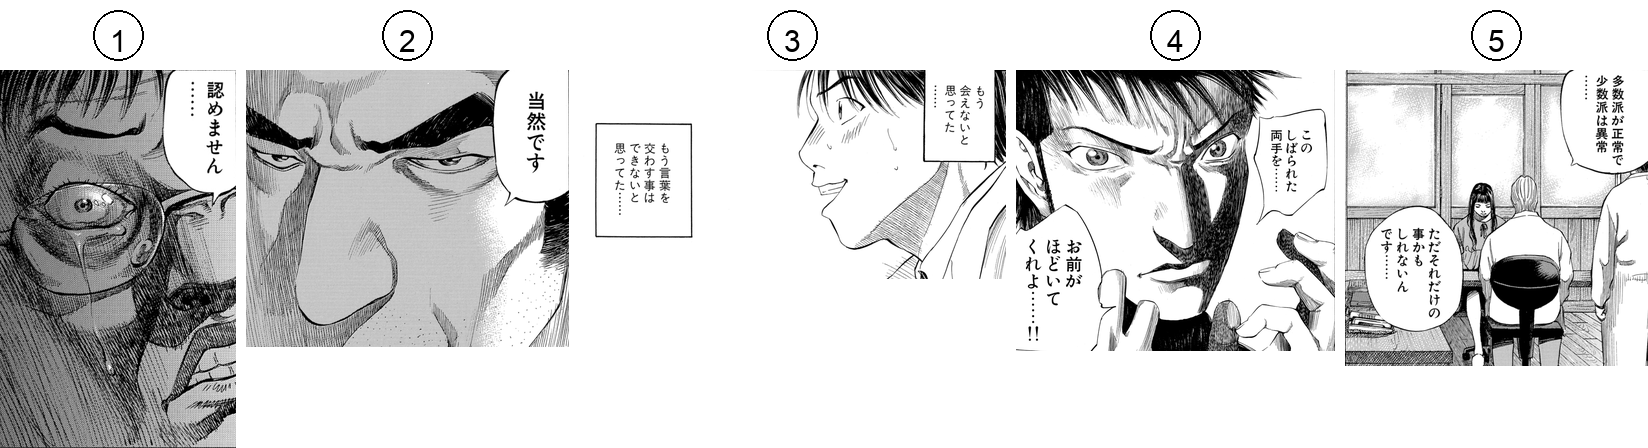 1
認めません
……
2
当然です
3
もう
会えないと
思ってた
……
もう言葉を
交わす事は
できないと
思ってた……
4
この
しばられた
両手を……
お前が
ほどいて
くれよ……!!
5
多数派が正常で
少数派は異常
……
ただそれだけの
事かも
しれないん
です……